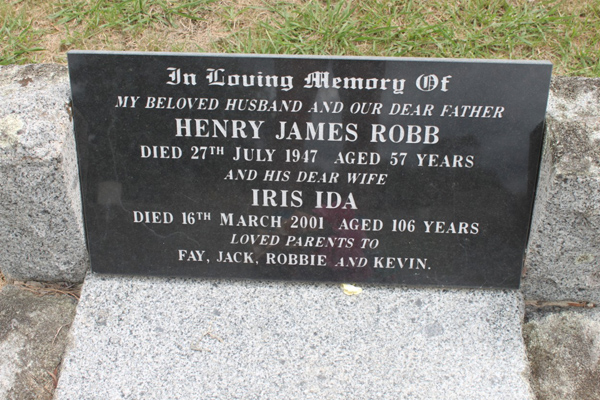 In Loving Memory Of
MY BELOVED HUSBAND AND OUR DEAR FATHER
HENRY JAMES ROBB
DIED 27TH JULY 1947 AGED 57 YEARS
AND HIS DEAR WIFE
IRIS IDA
DIED 16TH MARCH 2001 AGED 106 YEARS
LOVED PARENTS TO
FAY, JACK, ROBBIE AND KEVIN.